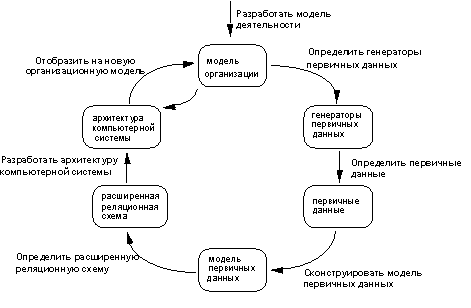 Разработать модель
деятельности
Отобразить на новую
организационную модель
модель
организации
Определить генераторы
первичных данных
архитектура
компьютерной
системы
генераторы
первичных
данных
Разработать архитектуру
компьютерной системы
Определить первичные
данные
расширенная
реляционная
схема
первичные
данные
Определить расширенную
реляционную схему
модель
первичных
данных
Сконструировать модель
первичных данных